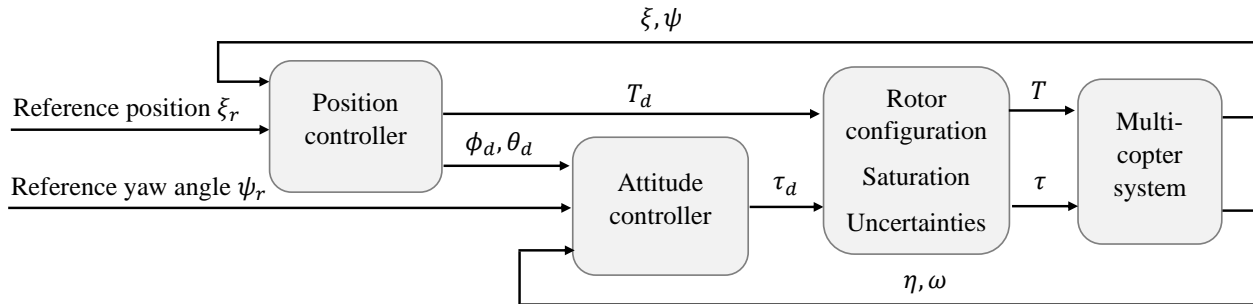 ξ, ψ
Reference position ξ_r
Position
controller
T_d
ϕ_d, θ_d
Reference yaw angle ψ_r
Attitude
controller
τ_d
Rotor
configuration
Saturation
Uncertainties
T
τ
Multi-
copter
system
η, ω